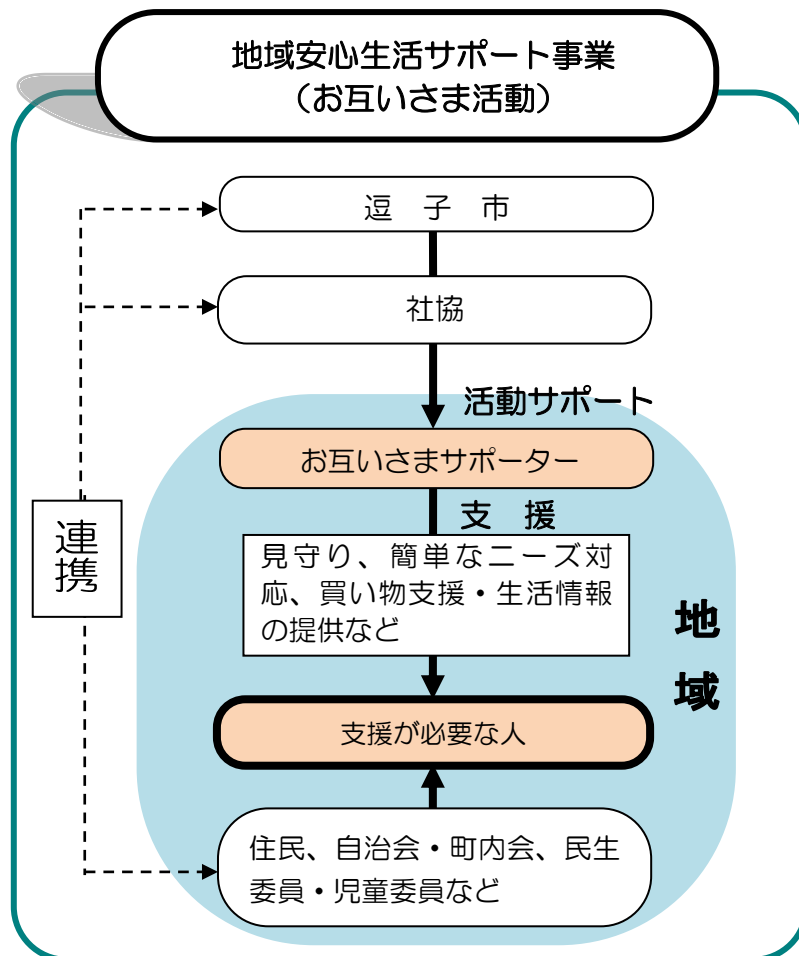 地域安心生活サポート事業
（お互いさま活動）
逗　子　市
社協
活動サポート
お互いさまサポーター
支　援
見守り、簡単なニーズ対
応、買い物支援・生活情報
の提供など
連携
地域
支援が必要な人
住民、自治会・町内会、民生
委員・児童委員など